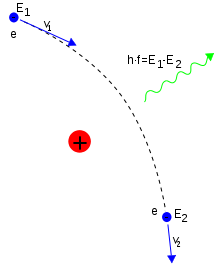 E₁
e
v₁
h·f=E₁-E₂
+
e E₂
v₂